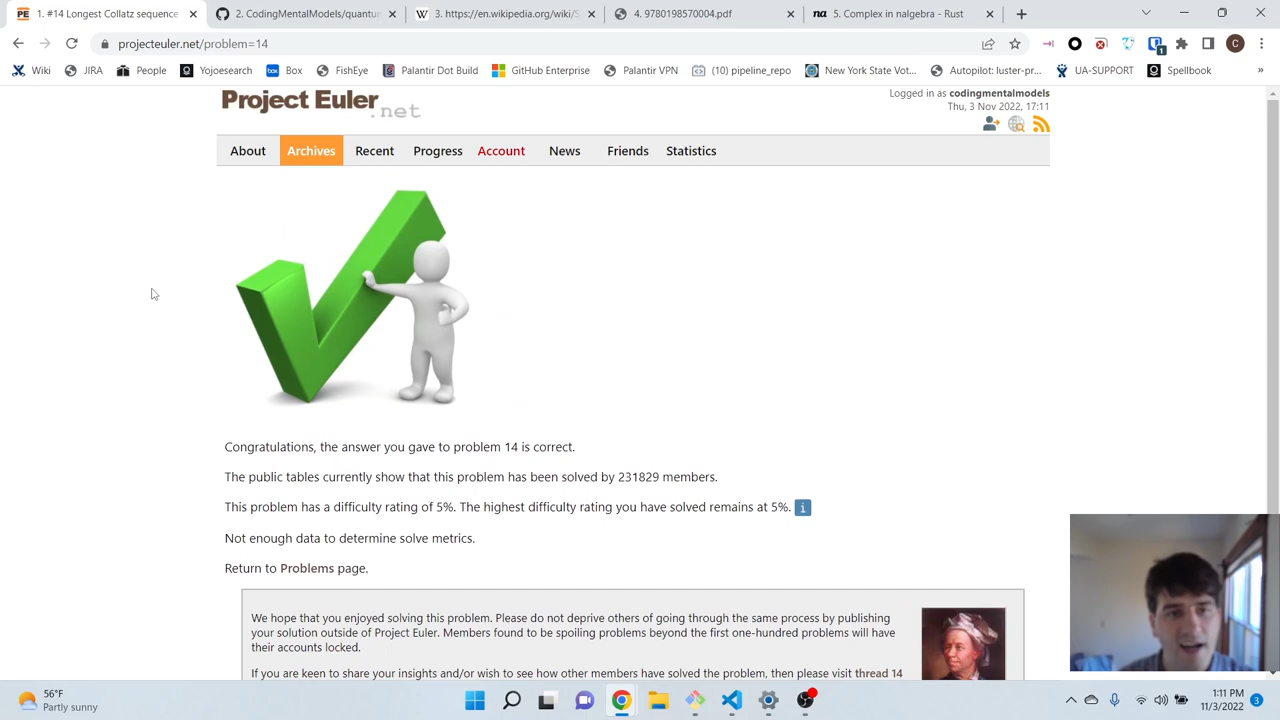 1. #14 Longest Collatz sequence
2. CodingMentalModels/quantum
3. https://en.wikipedia.org/wiki/S
4. 9780198570004.pdf
na 5. Complex in nalgebra - Rust
projecteuler.net/problem=14
1
C
Wiki JIRA People Yojoesearch Box FishEye Palantir Dot Build GitHub Enterprise Palantir VPN (10) pipeline_repo New York State Vot... Autopilot: luster-pr... UA-SUPPORT Spellbook »
Project Euler
.net
Logged in as codingmentalmodels
Thu, 3 Nov 2022, 17:11
About Archives Recent Progress Account News Friends Statistics
Congratulations, the answer you gave to problem 14 is correct.
The public tables currently show that this problem has been solved by 231829 members.
This problem has a difficulty rating of 5%. The highest difficulty rating you have solved remains at 5%. i
Not enough data to determine solve metrics.
Return to Problems page.
We hope that you enjoyed solving this problem. Please do not deprive others of going through the same process by publishing
your solution outside of Project Euler. Members found to be spoiling problems beyond the first one-hundred problems will have
their accounts locked.
If you are keen to share your insights and/or wish to see how other members have solved the problem, then please visit thread 14
56°F
Partly sunny
1:11 PM
11/3/2022
3